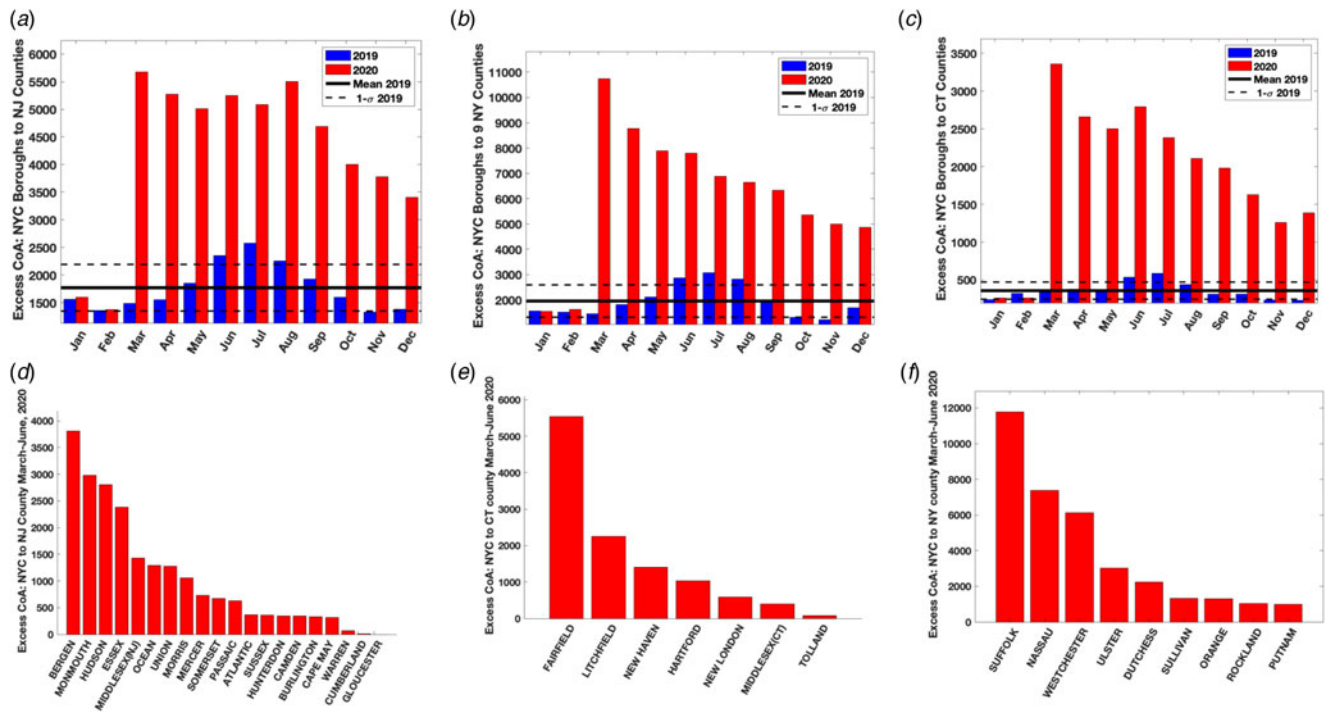 (a)
Excess CoA: NYC Boroughs to NJ Counties
6000
5500
5000
4500
4000
3500
3000
2500
2000
1500
2019
2020
Mean 2019
1-σ 2019
Jan
Feb
Mar
Apr
May
Jun
Jul
Aug
Sep
Oct
Nov
Dec
(b)
Excess CoA: NYC Boroughs to 9 NY Counties
11000
10000
9000
8000
7000
6000
5000
4000
3000
2000
2019
2020
Mean 2019
1-σ 2019
Jan
Feb
Mar
Apr
May
Jun
Jul
Aug
Sep
Oct
Nov
Dec
(c)
Excess CoA: NYC Boroughs to CT Counties
3500
3000
2500
2000
1500
1000
500
2019
2020
Mean 2019
1-σ 2019
Jan
Feb
Mar
Apr
May
Jun
Jul
Aug
Sep
Oct
Nov
Dec
(d)
Excess CoA: NYC to NJ County March-June, 2020
4000
3500
3000
2500
2000
1500
1000
500
0
BERGEN
MONMOUTH
HUDSON
ESSEX
MIDDLESEX(NJ)
OCEAN
UNION
MORRIS
MERCER
SOMERSET
PASSAIC
ATLANTIC
SUSSEX
HUNTERDON
CAMDEN
BURLINGTON
CAPE MAY
WARREN
CUMBERLAND
GLOUCESTER
(e)
Excess CoA: NYC to CT county March-June 2020
6000
5000
4000
3000
2000
1000
0
FAIRFIELD
LITCHFIELD
NEW HAVEN
HARTFORD
NEW LONDON
MIDDLESEX(CT)
TOLLAND
(f)
Excess CoA: NYC to NY county March-June 2020
12000
10000
8000
6000
4000
2000
0
SUFFOLK
NASSAU
WESTCHESTER
ULSTER
DUTCHESS
SULLIVAN
ORANGE
ROCKLAND
PUTNAM